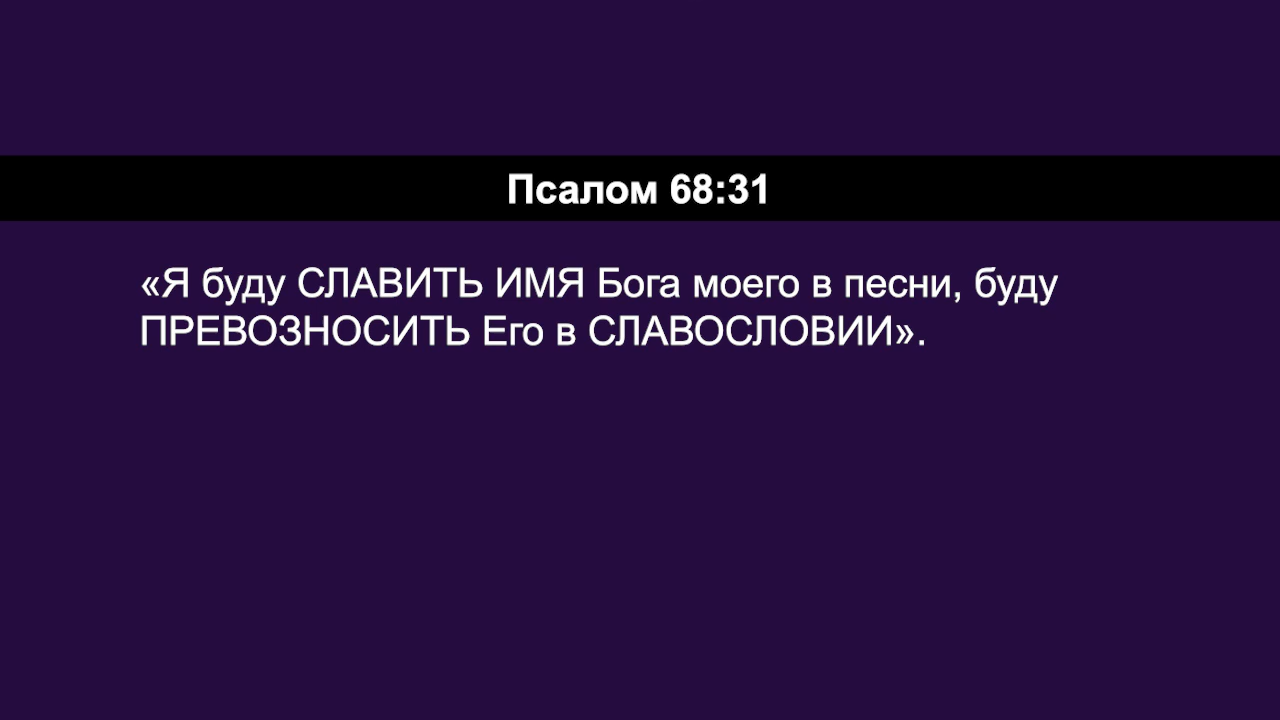 Псалом 68:31
«Я буду СЛАВИТЬ ИМЯ Бога моего в песни, буду
ПРЕВОЗНОСИТЬ Его в СЛАВОСЛОВИИ».